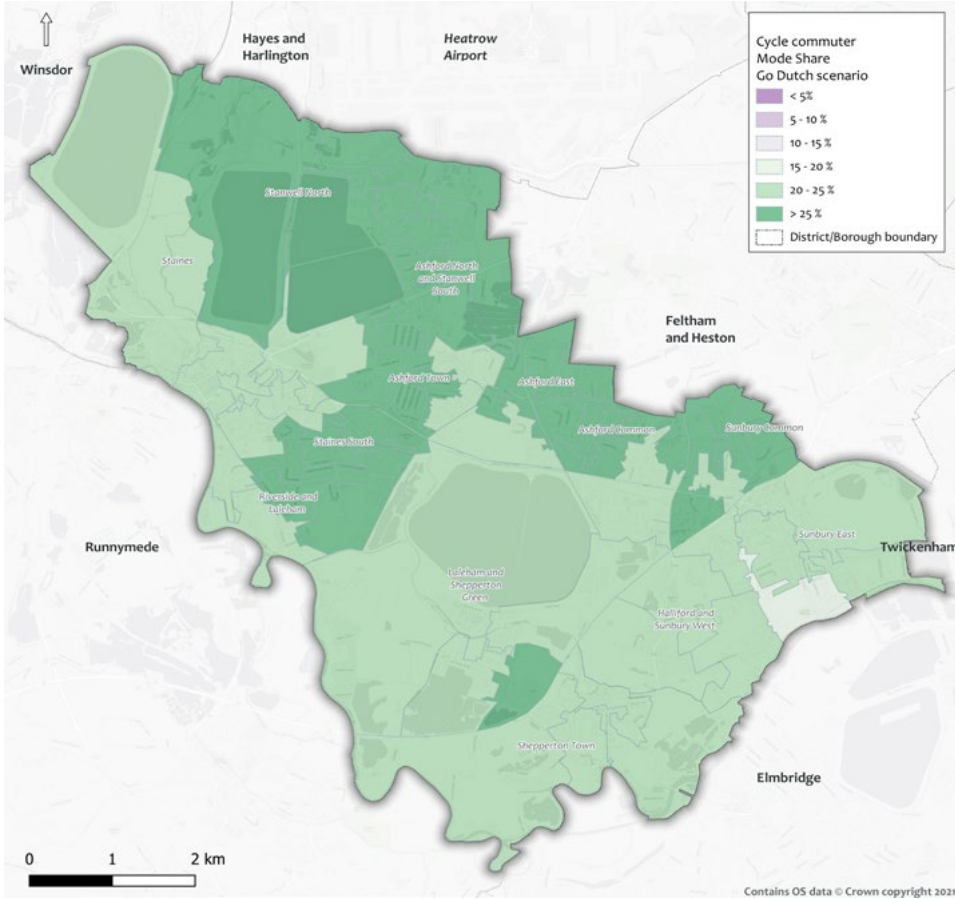 Hayes and
Harlington
Heatrow
Airport
Winsdor
Cycle commuter
Mode Share
Go Dutch scenario
< 5%
5 - 10 %
10 - 15 %
15 - 20 %
20 - 25 %
> 25 %
District/Borough boundary
Stanwell North
Staines
Ashford North
and Stanwell
South
Feltham
and Heston
Ashford Town
Ashford East
Staines South
Ashford Common
Sunbury Common
Riverside and
Laleham
Runnymede
Sunbury East
Twickenham
Laleham and
Shepperton
Green
Halliford and
Sunbury West
Shepperton Town
Elmbridge
0 1 2 km
Contains OS data © Crown copyright 2021